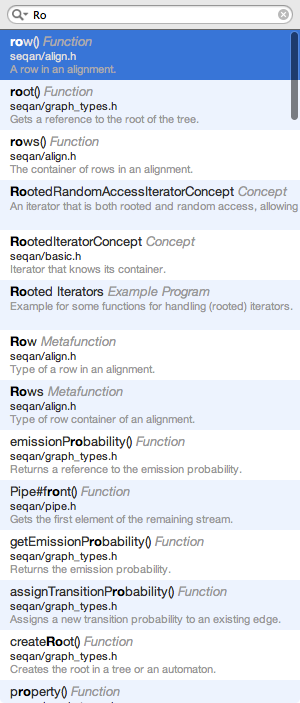 Ro
row() Function
seqan/align.h
A row in an alignment.
root() Function
seqan/graph_types.h
Gets a reference to the root of the tree.
rows() Function
seqan/align.h
The container of rows in an alignment.
RootedRandomAccessIteratorConcept Concept
An iterator that is both rooted and random access, allowing
RootedIteratorConcept Concept
seqan/basic.h
Iterator that knows its container.
Rooted Iterators Example Program
Example for some functions for handling (rooted) iterators.
Row Metafunction
seqan/align.h
Type of a row in an alignment.
Rows Metafunction
seqan/align.h
Type of row container of an alignment.
emissionProbability() Function
seqan/graph_types.h
Returns a reference to the emission probability.
Pipe#front() Function
seqan/pipe.h
Gets the first element of the remaining stream.
getEmissionProbability() Function
seqan/graph_types.h
Returns the emission probability.
assignTransitionProbability() Function
seqan/graph_types.h
Assigns a new transition probability to an existing edge.
createRoot() Function
seqan/graph_types.h
Creates the root in a tree or an automaton.
property() Function
seqan/graph_types.h